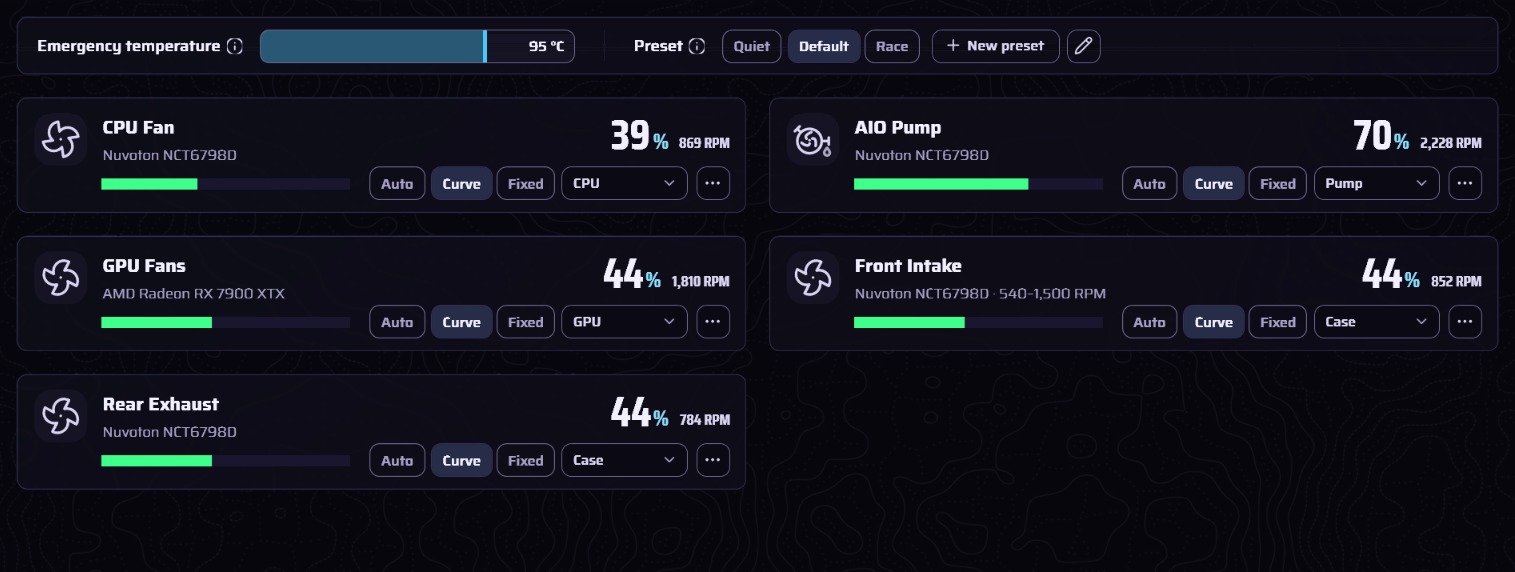 Emergency temperature 95 °C Preset Quiet Default Race + New preset
CPU Fan
39% 869 RPM
Nuvoton NCT6798D
Auto Curve Fixed CPU
AIO Pump
70% 2,228 RPM
Nuvoton NCT6798D
Auto Curve Fixed Pump
GPU Fans
44% 1,810 RPM
AMD Radeon RX 7900 XTX
Auto Curve Fixed GPU
Front Intake
44% 852 RPM
Nuvoton NCT6798D · 540-1,500 RPM
Auto Curve Fixed Case
Rear Exhaust
44% 784 RPM
Nuvoton NCT6798D
Auto Curve Fixed Case